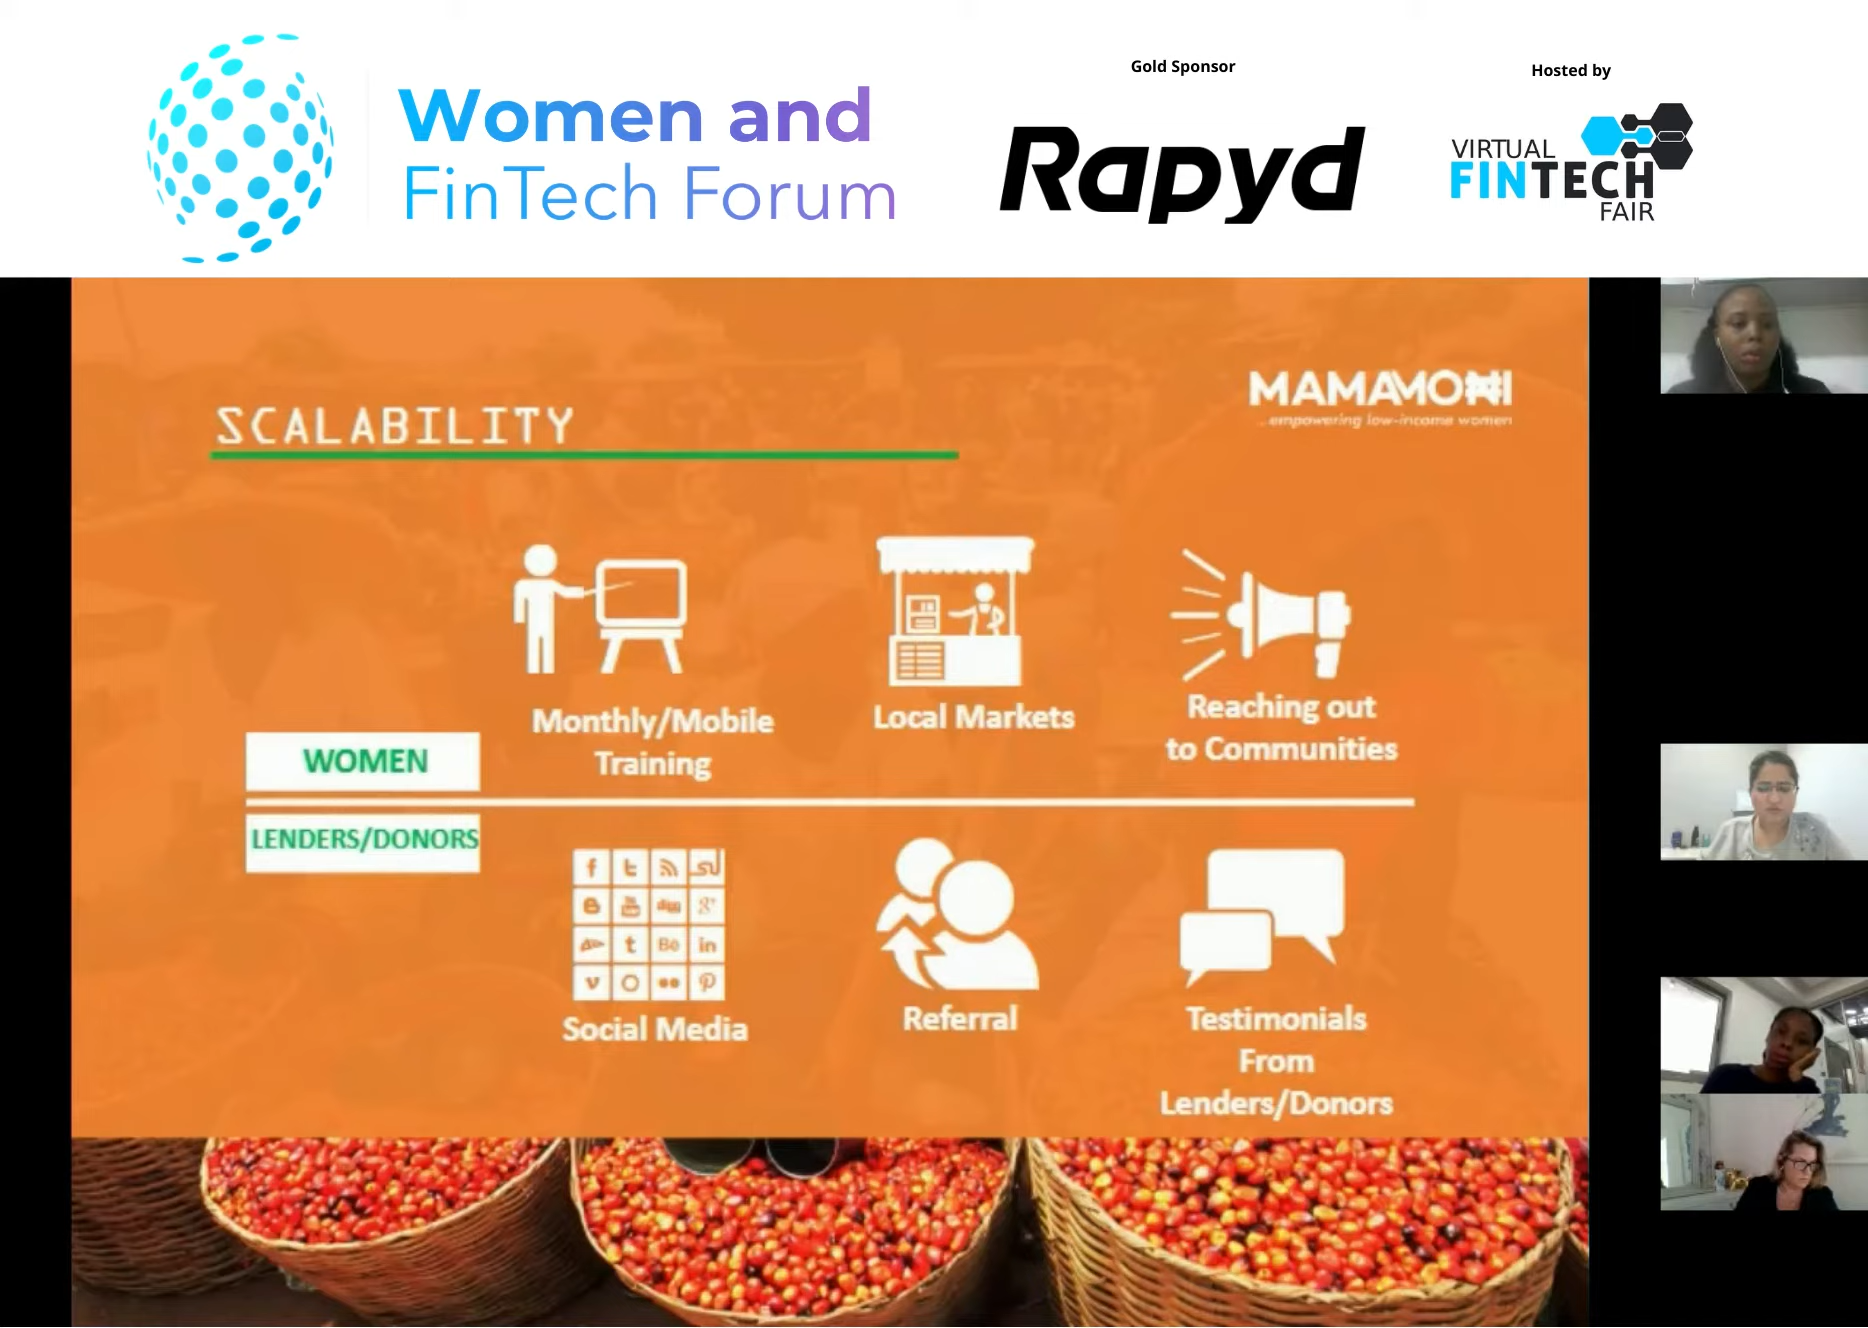 Women and
FinTech Forum
Gold Sponsor
Rapyd
Hosted by
VIRTUAL
FINTECH
FAIR
SCALABILITY
MAMAMONI
...empowering low-income women
Monthly/Mobile
Training
Local Markets
Reaching out
to Communities
WOMEN
LENDERS/DONORS
Social Media
Referral
Testimonials
From
Lenders/Donors